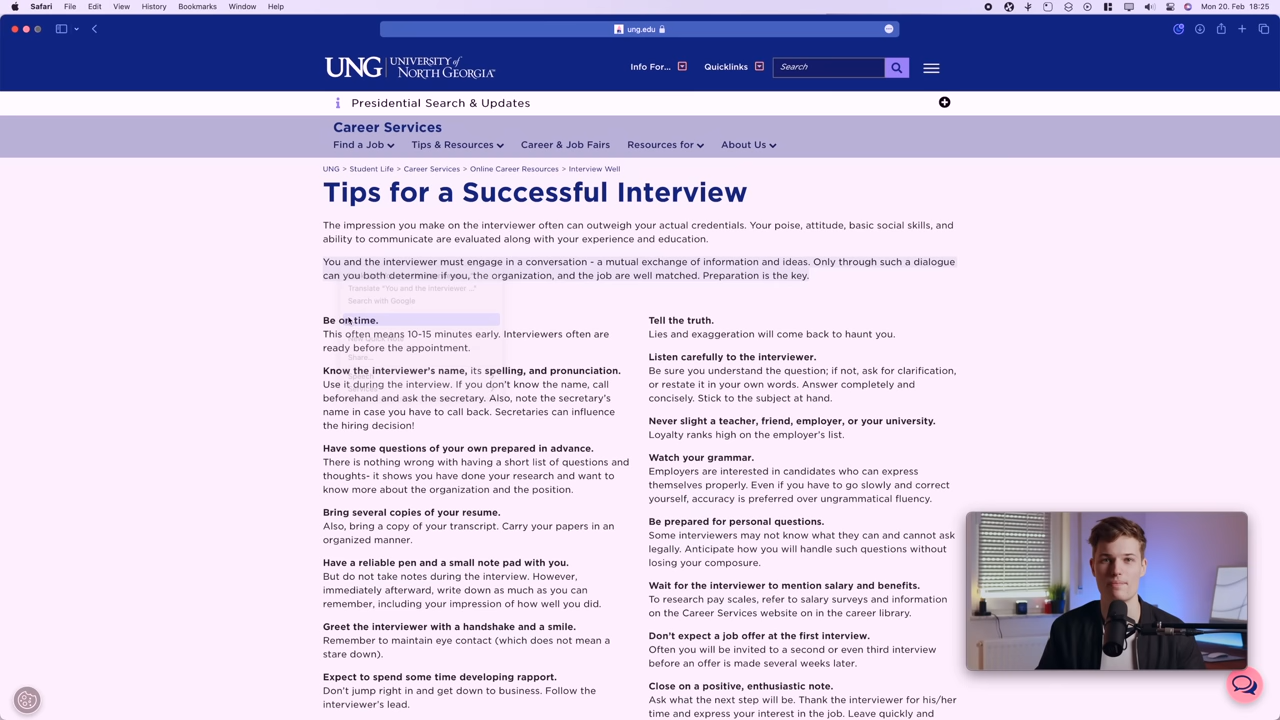 Safari File Edit View History Bookmarks Window Help Mon 20. Feb 18:25
ung.edu
UNG UNIVERSITY of NORTH GEORGIA™
Info For... Quicklinks Search
Presidential Search & Updates
Career Services
Find a Job Tips & Resources Career & Job Fairs Resources for About Us
UNG > Student Life > Career Services > Online Career Resources > Interview Well
Tips for a Successful Interview
The impression you make on the interviewer often can outweigh your actual credentials. Your poise, attitude, basic social skills, and
ability to communicate are evaluated along with your experience and education.
You and the interviewer must engage in a conversation - a mutual exchange of information and ideas. Only through such a dialogue
can you both determine if you, the organization, and the job are well matched. Preparation is the key.
Translate "You and the interviewer..."
Search with Google
Share...
Be on time.
This often means 10-15 minutes early. Interviewers often are
ready before the appointment.
Know the interviewer's name, its spelling, and pronunciation.
Use it during the interview. If you don't know the name, call
beforehand and ask the secretary. Also, note the secretary's
name in case you have to call back. Secretaries can influence
the hiring decision!
Have some questions of your own prepared in advance.
There is nothing wrong with having a short list of questions and
thoughts- it shows you have done your research and want to
know more about the organization and the position.
Bring several copies of your resume.
Also, bring a copy of your transcript. Carry your papers in an
organized manner.
Have a reliable pen and a small note pad with you.
But do not take notes during the interview. However,
immediately afterward, write down as much as you can
remember, including your impression of how well you did.
Greet the interviewer with a handshake and a smile.
Remember to maintain eye contact (which does not mean a
stare down).
Expect to spend some time developing rapport.
Don't jump right in and get down to business. Follow the
interviewer's lead.
Tell the truth.
Lies and exaggeration will come back to haunt you.
Listen carefully to the interviewer.
Be sure you understand the question; if not, ask for clarification,
or restate it in your own words. Answer completely and
concisely. Stick to the subject at hand.
Never slight a teacher, friend, employer, or your university.
Loyalty ranks high on the employer's list.
Watch your grammar.
Employers are interested in candidates who can express
themselves properly. Even if you have to go slowly and correct
yourself, accuracy is preferred over ungrammatical fluency.
Be prepared for personal questions.
Some interviewers may not know what they can and cannot ask
legally. Anticipate how you will handle such questions without
losing your composure.
Wait for the interviewer to mention salary and benefits.
To research pay scales, refer to salary surveys and information
on the Career Services website on in the career library.
Don't expect a job offer at the first interview.
Often you will be invited to a second or even third interview
before an offer is made several weeks later.
Close on a positive, enthusiastic note.
Ask what the next step will be. Thank the interviewer for his/her
time and express your interest in the job. Leave quickly and